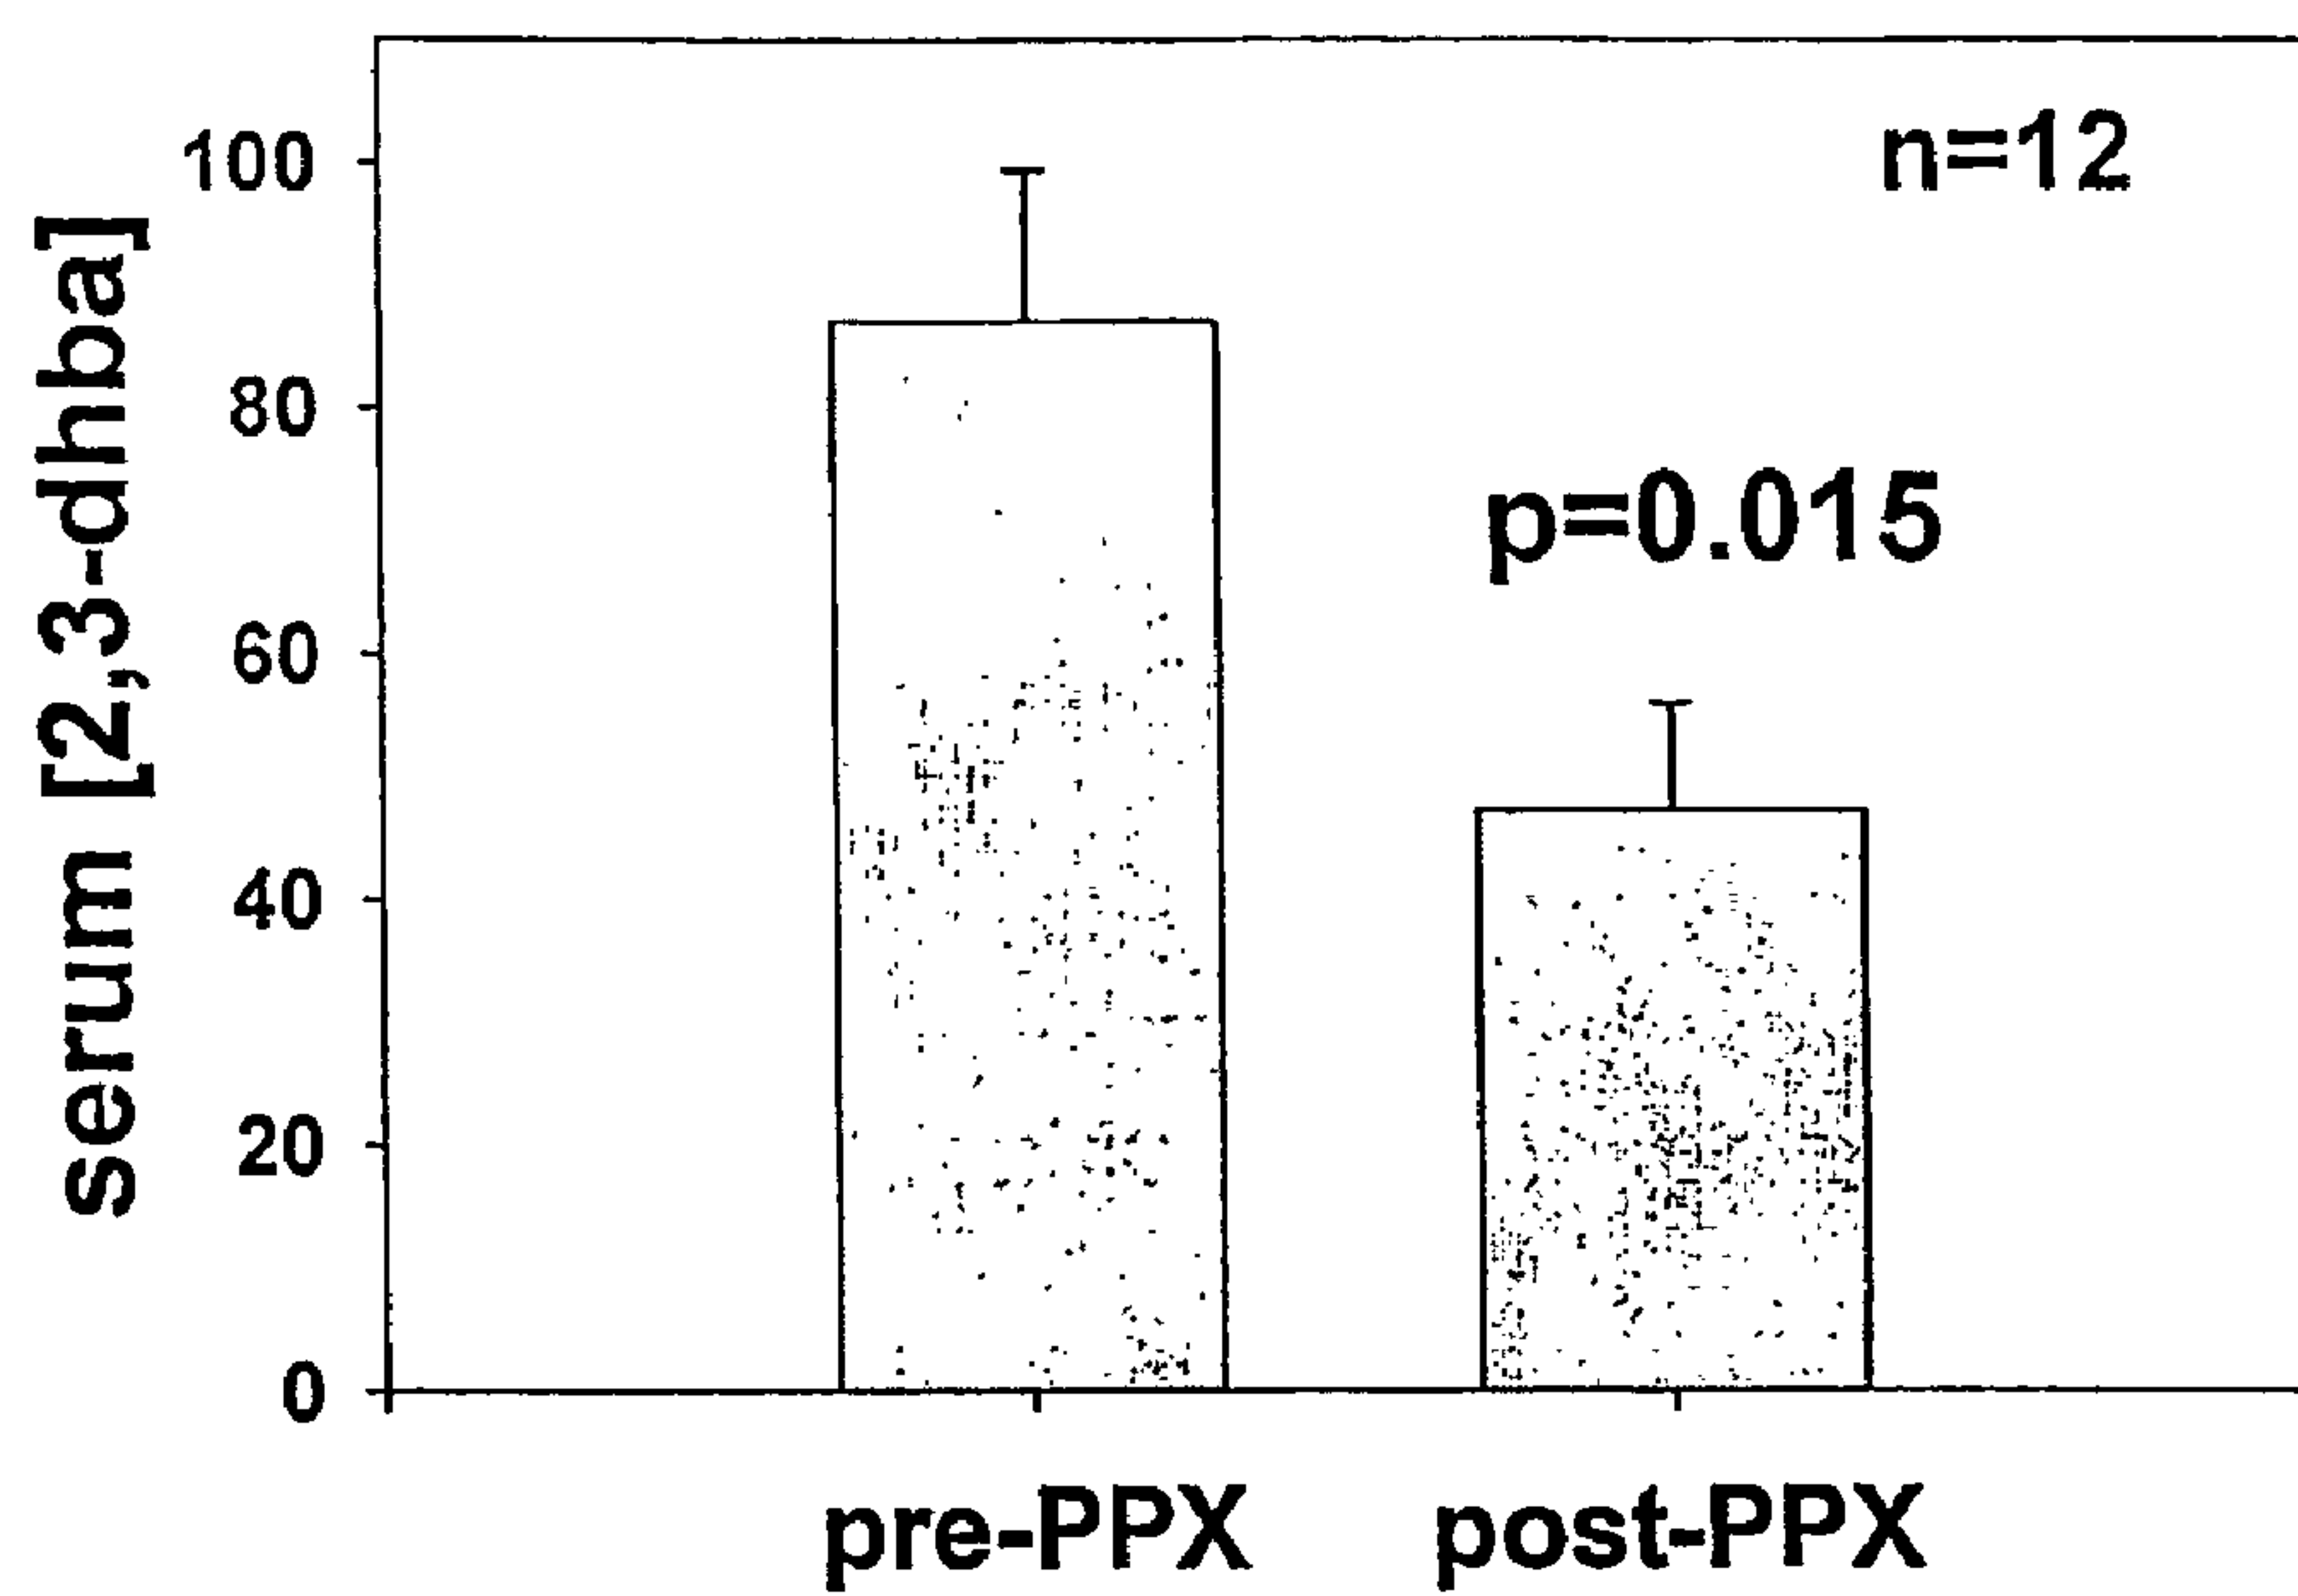 serum [2,3-dhba]
100
80
60
40
20
0
n=12
p=0.015
pre-PPX
post-PPX